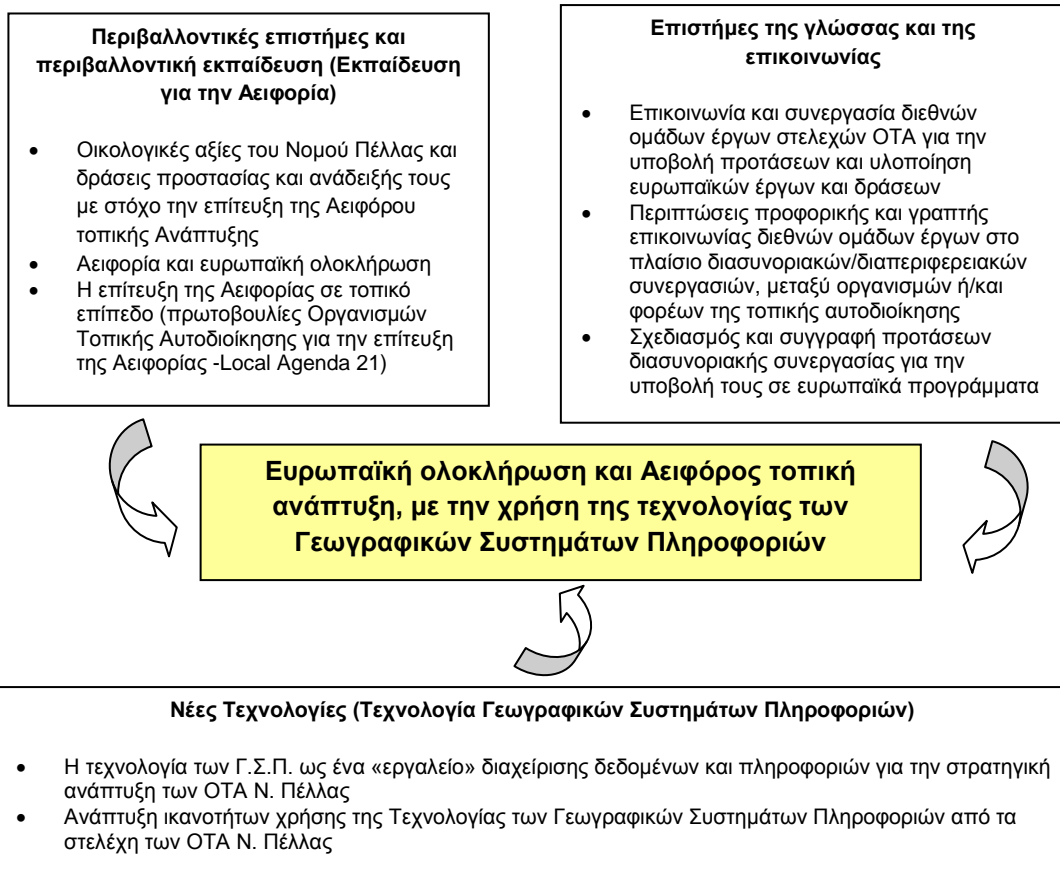 Περιβαλλοντικές επιστήμες και
περιβαλλοντική εκπαίδευση (Εκπαίδευση
για την Αειφορία)
• Οικολογικές αξίες του Νομού Πέλλας και
δράσεις προστασίας και ανάδειξής τους
με στόχο την επίτευξη της Αειφόρου
τοπικής Ανάπτυξης
• Αειφορία και ευρωπαϊκή ολοκλήρωση
• Η επίτευξη της Αειφορίας σε τοπικό
επίπεδο (πρωτοβουλίες Οργανισμών
Τοπικής Αυτοδιοίκησης για την επίτευξη
της Αειφορίας -Local Agenda 21)
Επιστήμες της γλώσσας και της
επικοινωνίας
• Επικοινωνία και συνεργασία διεθνών
ομάδων έργων στελεχών ΟΤΑ για την
υποβολή προτάσεων και υλοποίηση
ευρωπαϊκών έργων και δράσεων
• Περιπτώσεις προφορικής και γραπτής
επικοινωνίας διεθνών ομάδων έργων στο
πλαίσιο διασυνοριακών/διαπεριφερειακών
συνεργασιών, μεταξύ οργανισμών ή/και
φορέων της τοπικής αυτοδιοίκησης
• Σχεδιασμός και συγγραφή προτάσεων
διασυνοριακής συνεργασίας για την
υποβολή τους σε ευρωπαϊκά προγράμματα
Ευρωπαϊκή ολοκλήρωση και Αειφόρος τοπική
ανάπτυξη, με την χρήση της τεχνολογίας των
Γεωγραφικών Συστημάτων Πληροφοριών
Νέες Τεχνολογίες (Τεχνολογία Γεωγραφικών Συστημάτων Πληροφοριών)
• Η τεχνολογία των Γ.Σ.Π. ως ένα «εργαλείο» διαχείρισης δεδομένων και πληροφοριών για την στρατηγική
ανάπτυξη των ΟΤΑ Ν. Πέλλας
• Ανάπτυξη ικανοτήτων χρήσης της Τεχνολογίας των Γεωγραφικών Συστημάτων Πληροφοριών από τα
στελέχη των ΟΤΑ Ν. Πέλλας